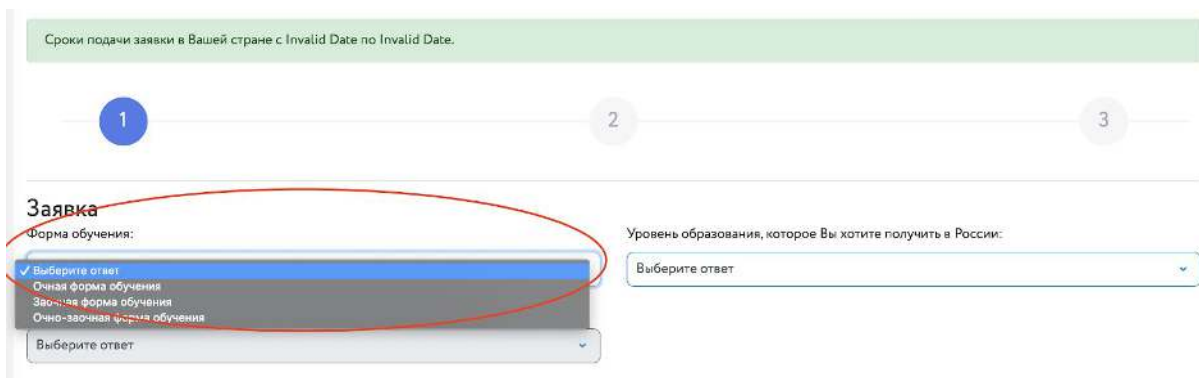 Сроки подачи заявки в Вашей стране с Invalid Date по Invalid Date.
1
2
3
Заявка
Форма обучения:
Уровень образования, которое Вы хотите получить в России:
✓ Выберите ответ
Очная форма обучения
Заочная форма обучения
Очно-заочная форма обучения
Выберите ответ
Выберите ответ